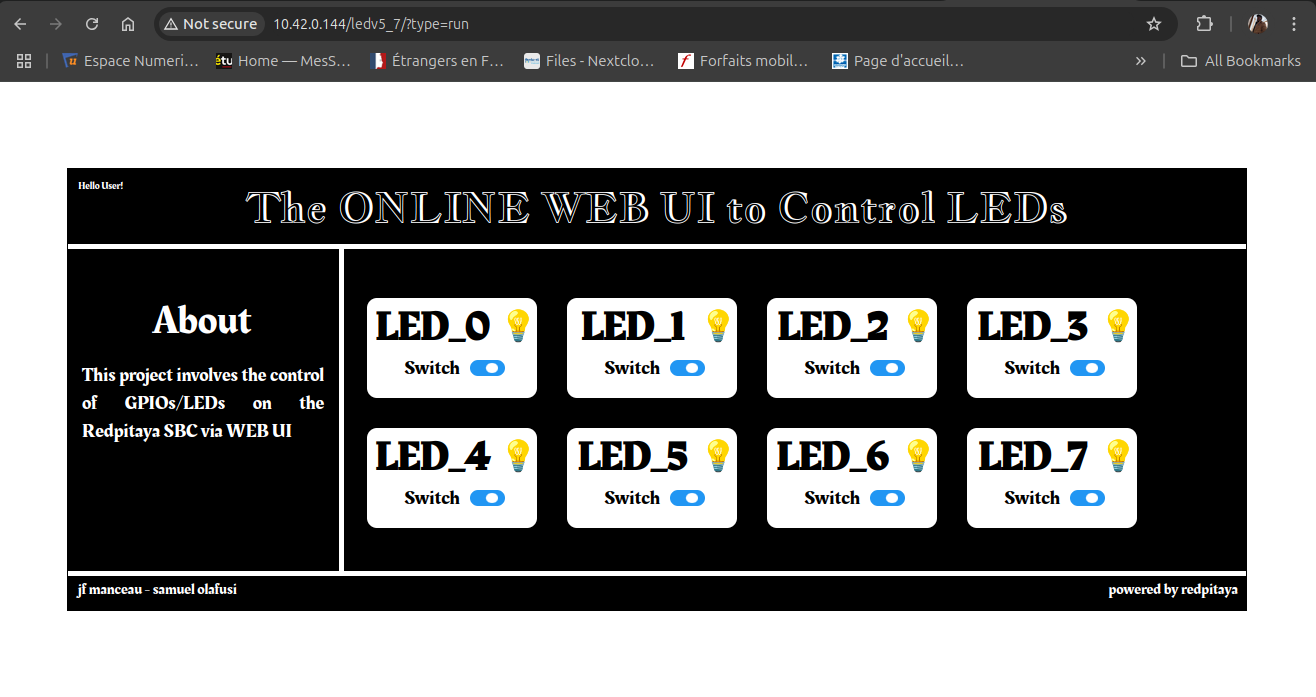 Not secure
10.42.0.144/ledv5_7/?type=run
Espace Numeri…
étu
Home — MesS…
Étrangers en F…
Files - Nextclo…
Forfaits mobil…
Page d'accueil…
»
All Bookmarks
Hello User!
The ONLINE WEB UI to Control LEDs
About
This project involves the control
of GPIOs/LEDs on the
Redpitaya SBC via WEB UI
LED_0
Switch
LED_1
Switch
LED_2
Switch
LED_3
Switch
LED_4
Switch
LED_5
Switch
LED_6
Switch
LED_7
Switch
jf manceau - samuel olafusi
powered by redpitaya